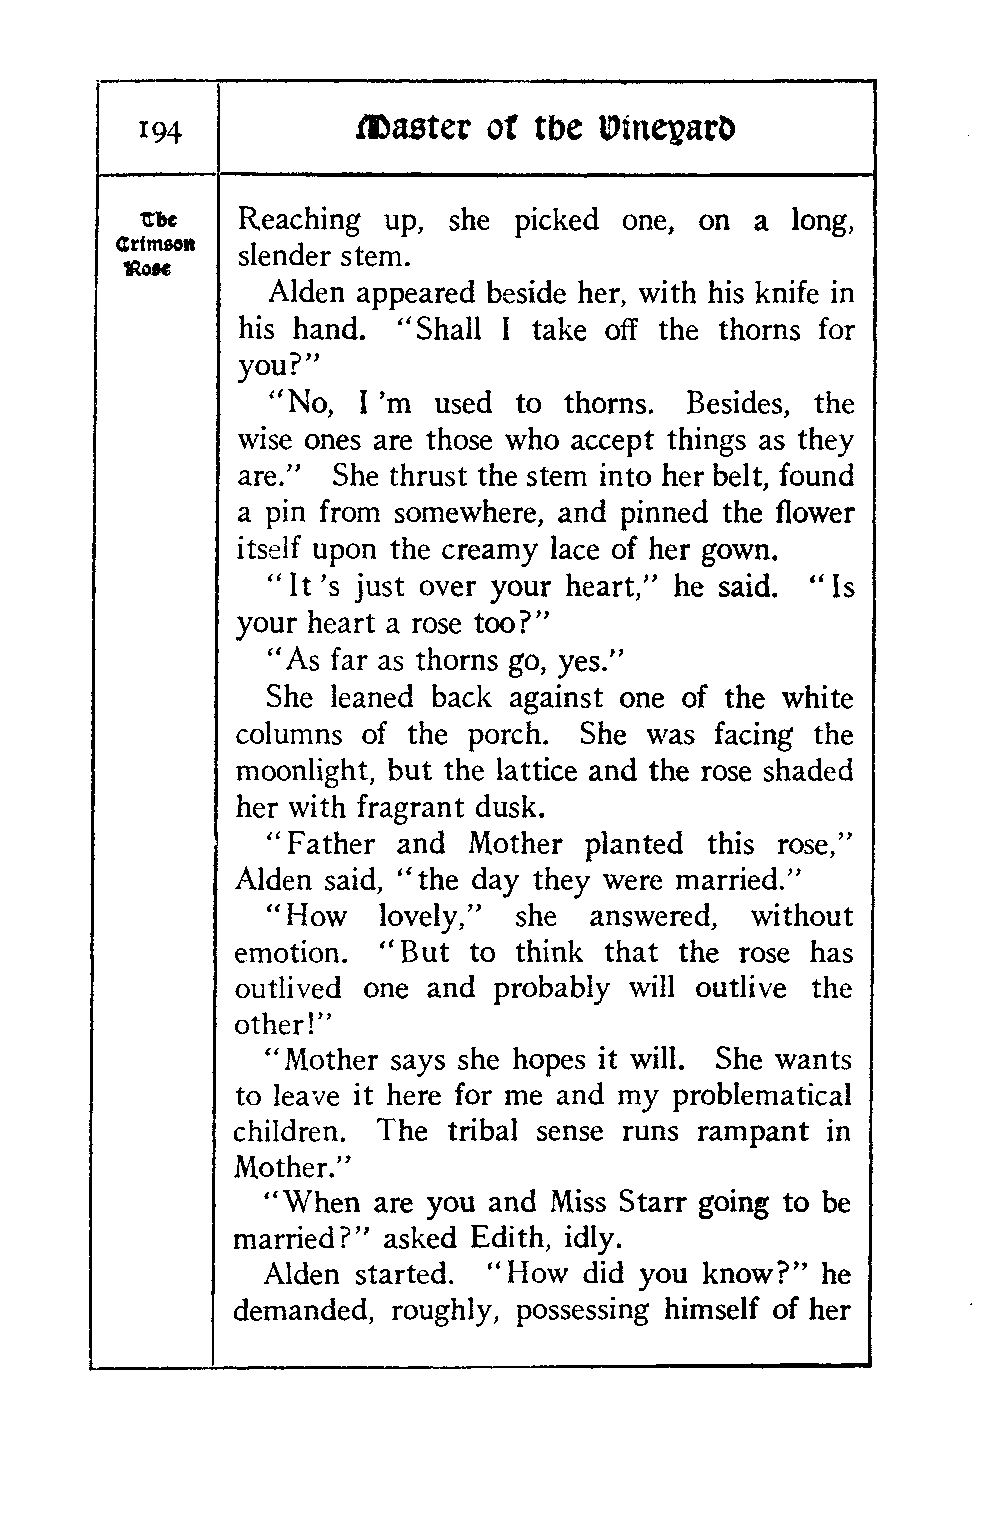 194
Master of the Vineyard
The
Crimson
Rose
Reaching up, she picked one, on a long,
slender stem.
Alden appeared beside her, with his knife in
his hand. "Shall I take off the thorns for
you?"
"No, I 'm used to thorns. Besides, the
wise ones are those who accept things as they
are." She thrust the stem into her belt, found
a pin from somewhere, and pinned the flower
itself upon the creamy lace of her gown.
"It 's just over your heart," he said. "Is
your heart a rose too?"
"As far as thorns go, yes."
She leaned back against one of the white
columns of the porch. She was facing the
moonlight, but the lattice and the rose shaded
her with fragrant dusk.
"Father and Mother planted this rose,"
Alden said, "the day they were married."
"How lovely," she answered, without
emotion. "But to think that the rose has
outlived one and probably will outlive the
other!"
"Mother says she hopes it will. She wants
to leave it here for me and my problematical
children. The tribal sense runs rampant in
Mother."
"When are you and Miss Starr going to be
married?" asked Edith, idly.
Alden started. "How did you know?" he
demanded, roughly, possessing himself of her